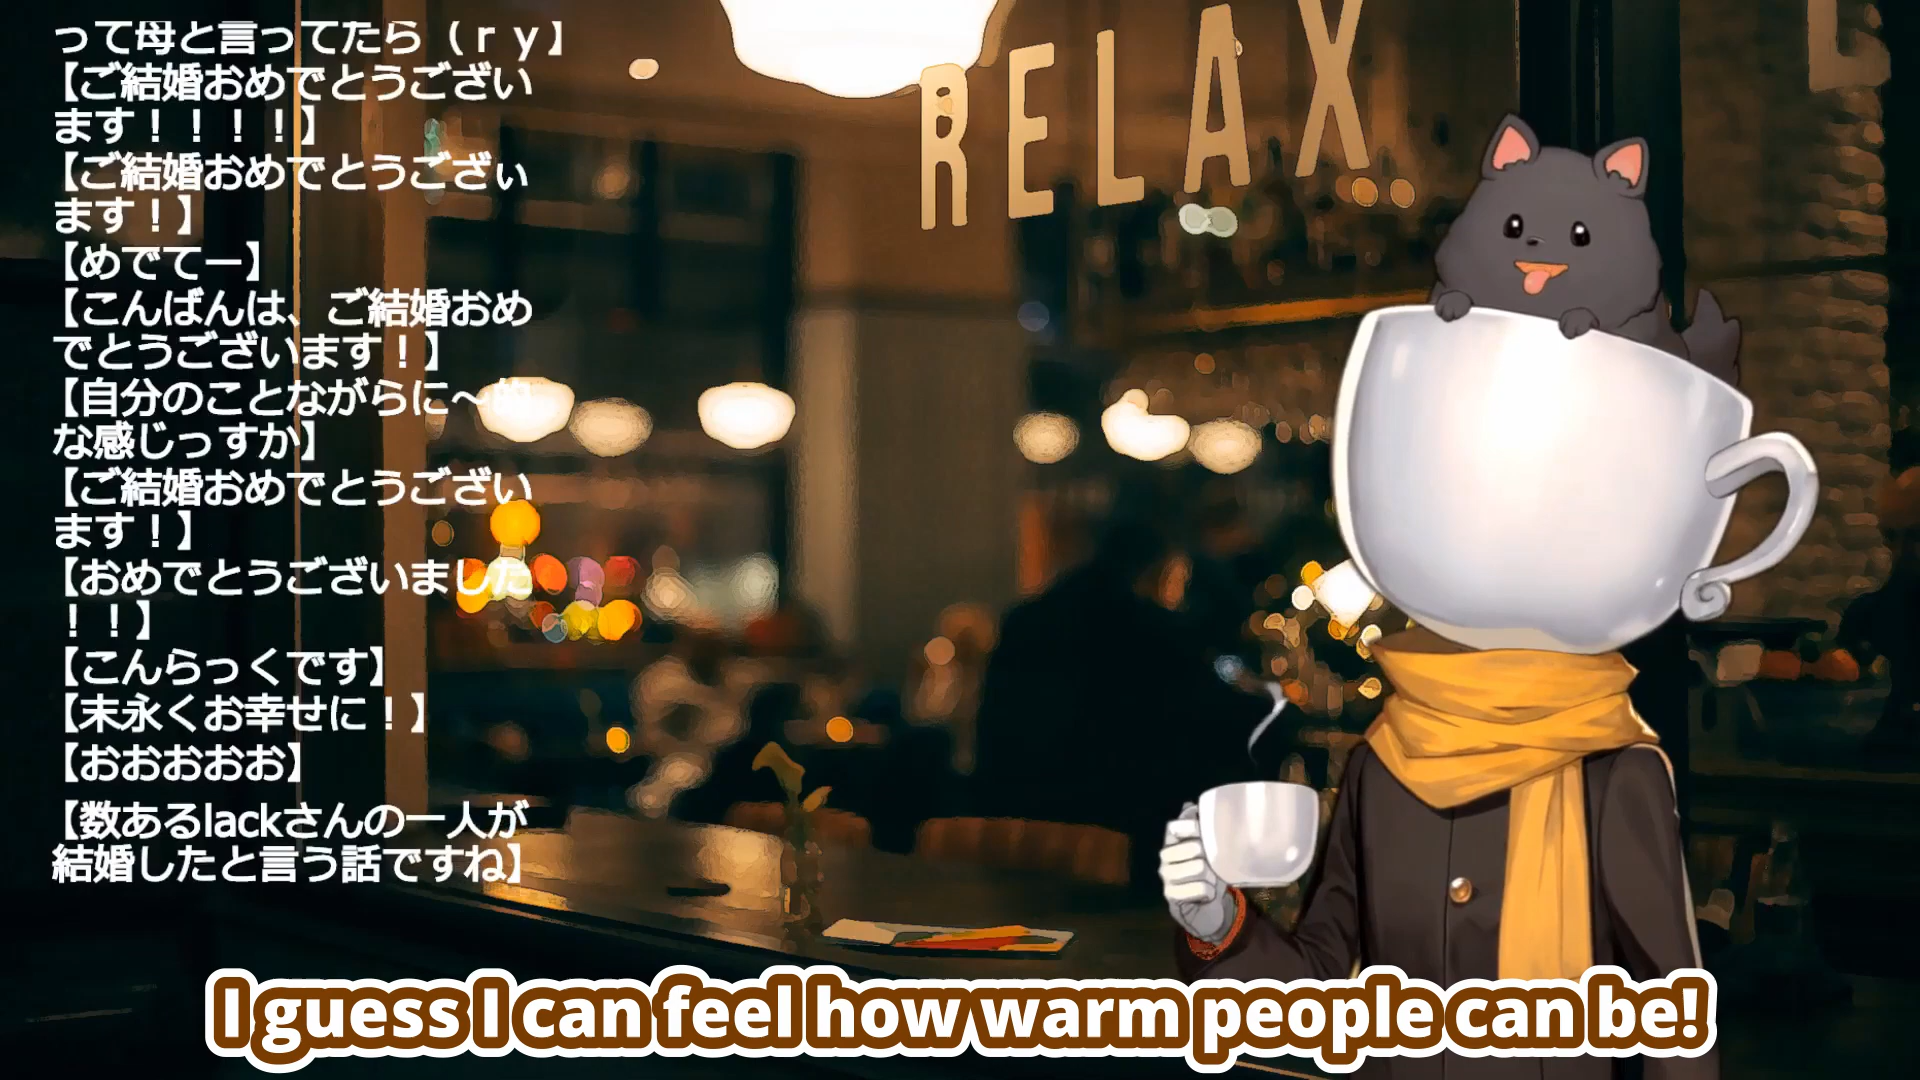 って母と言ってたら（ｒｙ】
【ご結婚おめでとうござい
ます！！！！】
【ご結婚おめでとうござい
ます！】
【めでてー】
【こんばんは、ご結婚おめ
でとうございます！】
【自分のことながらに～的
な感じっすか】
【ご結婚おめでとうござい
ます！】
【おめでとうございました
！！】
【こんらっくです】
【末永くお幸せに！】
【おおおおお】
【数あるlackさんの一人が
結婚したと言う話ですね】
RELAX
I guess I can feel how warm people can be!